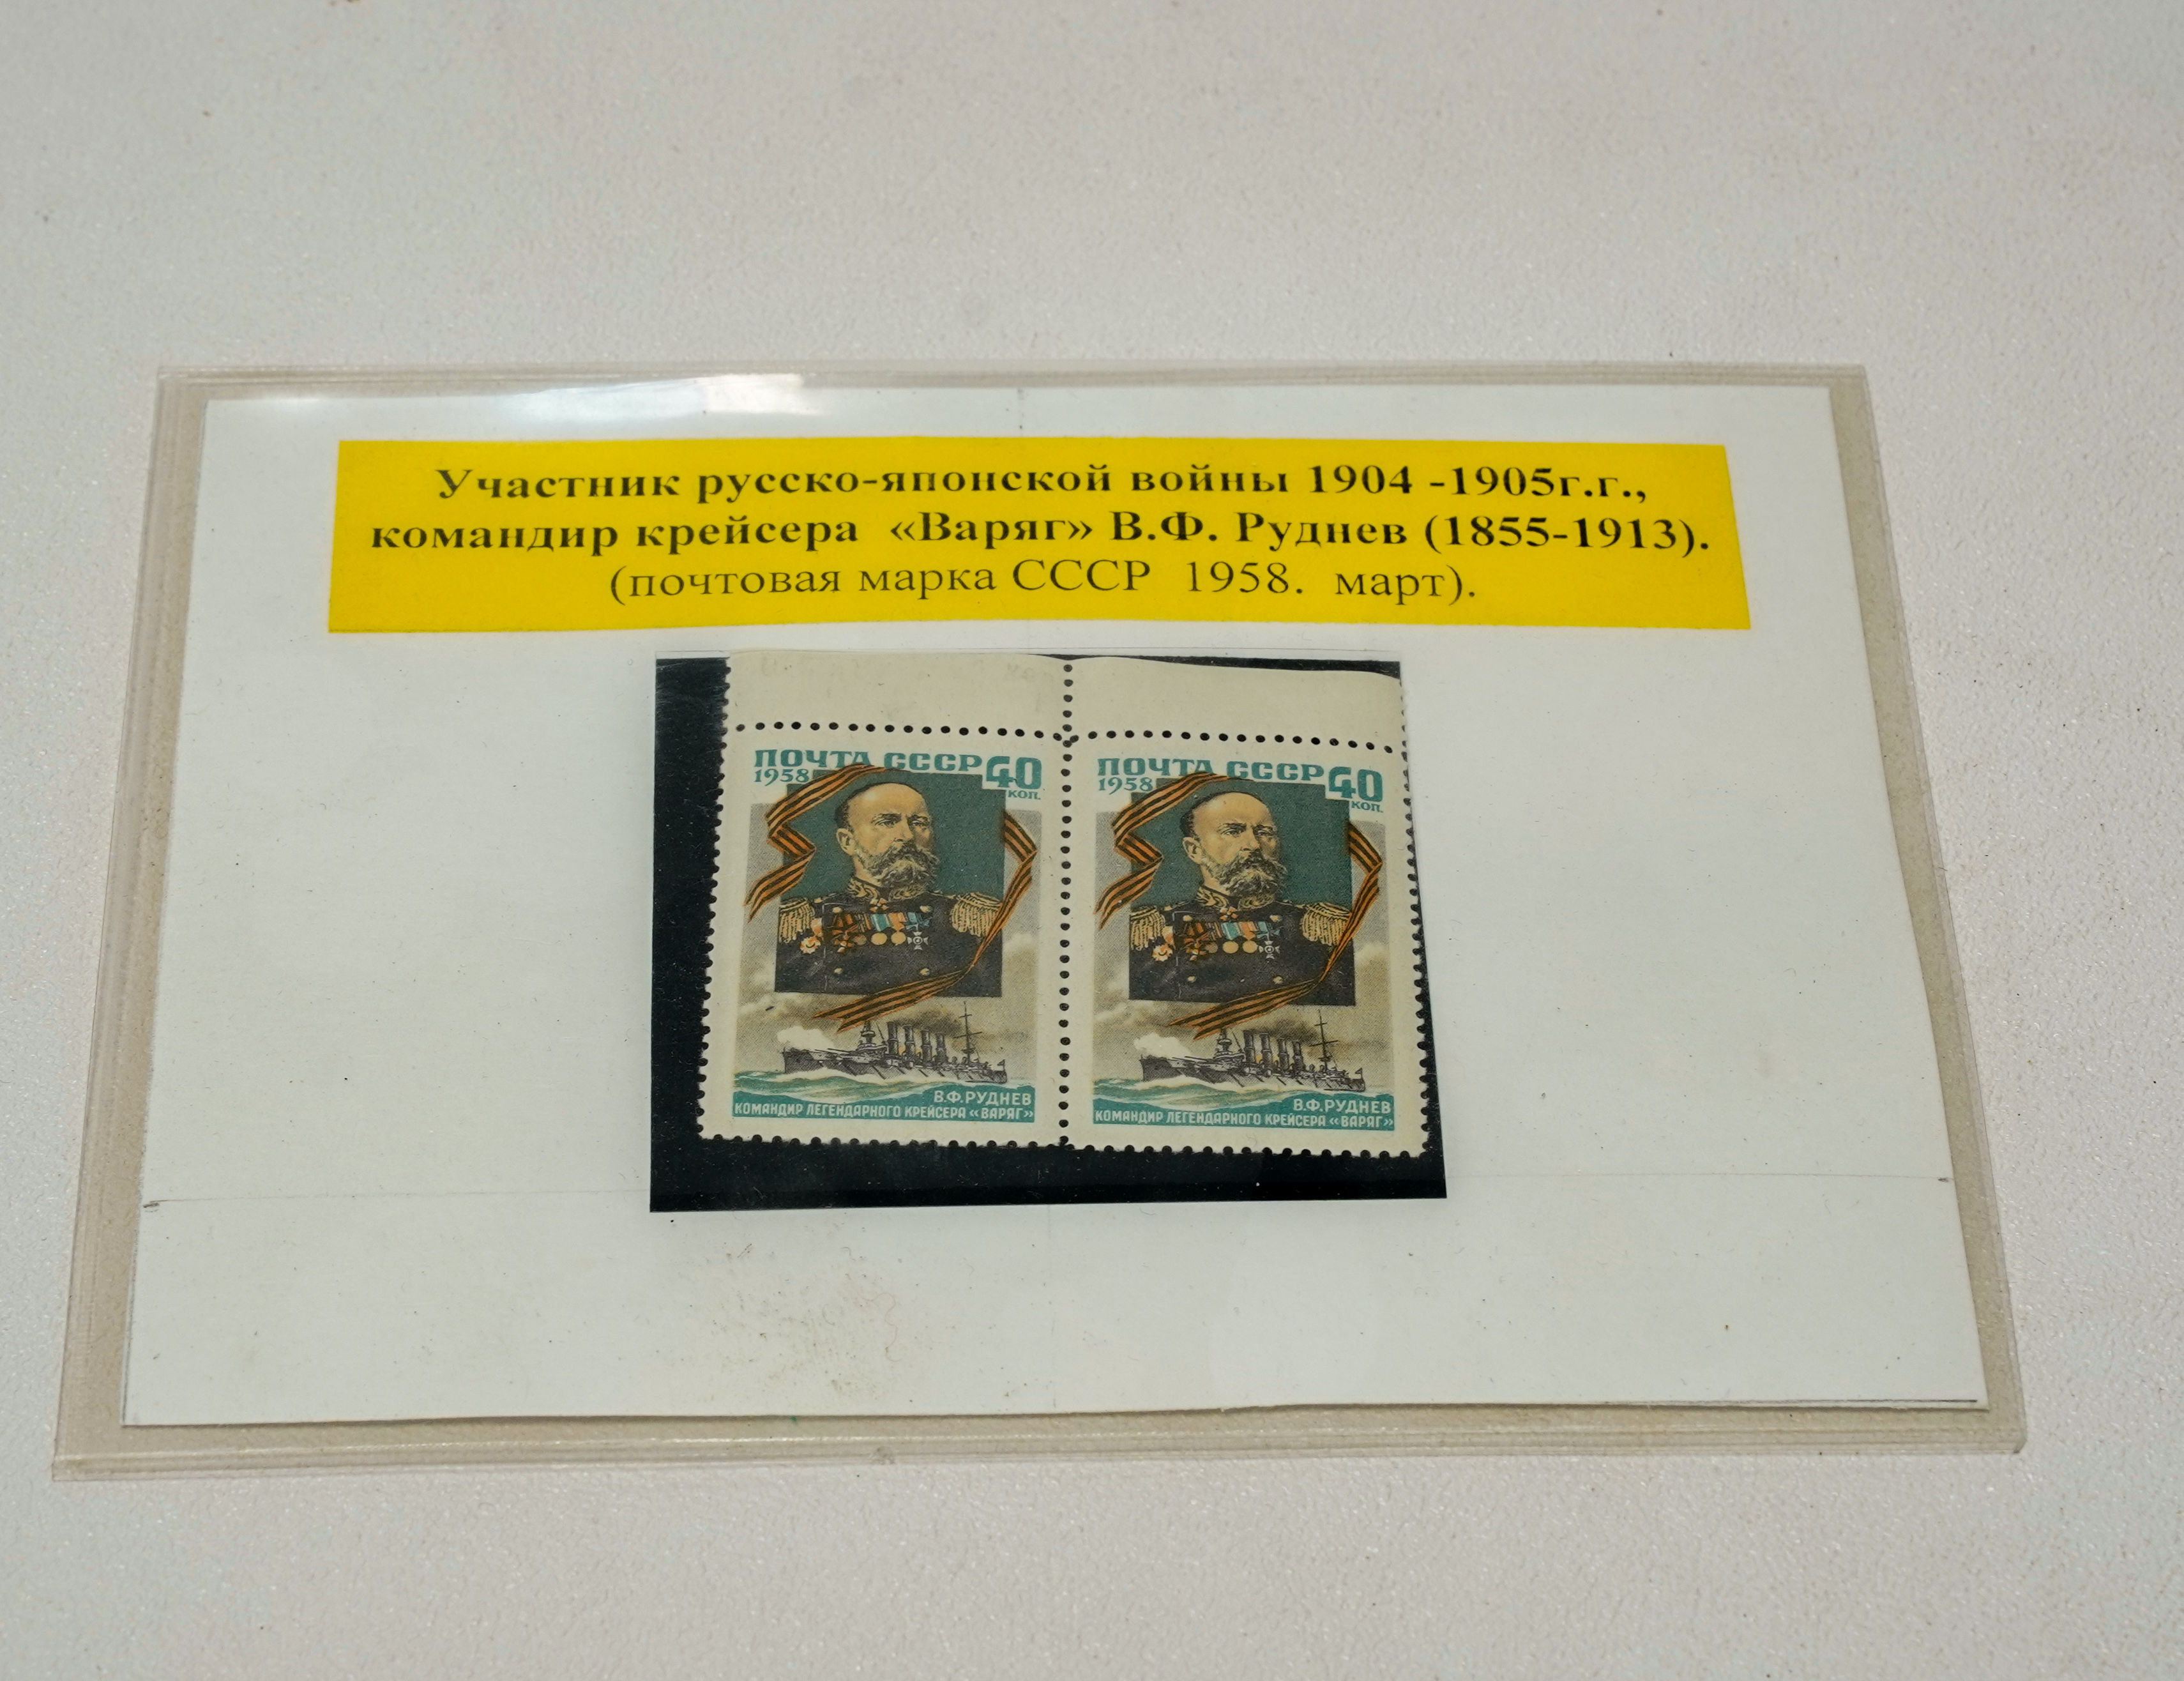 Участник русско-японской войны 1904 -1905г.г.,
командир крейсера «Варяг» В.Ф. Руднев (1855-1913).
(почтовая марка СССР 1958. март).
ПОЧТА СССР 40
1958 КОП.
В.Ф.РУДНЕВ
КОМАНДИР ЛЕГЕНДАРНОГО КРЕЙСЕРА «ВАРЯГ»
ПОЧТА СССР 40
1958 КОП.
В.Ф.РУДНЕВ
КОМАНДИР ЛЕГЕНДАРНОГО КРЕЙСЕРА «ВАРЯГ»